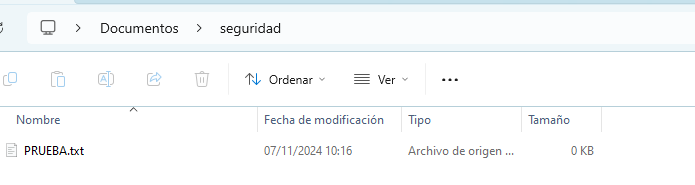 Documentos > seguridad
Ordenar Ver ...
Nombre Fecha de modificación Tipo Tamaño
PRUEBA.txt 07/11/2024 10:16 Archivo de origen ... 0 KB